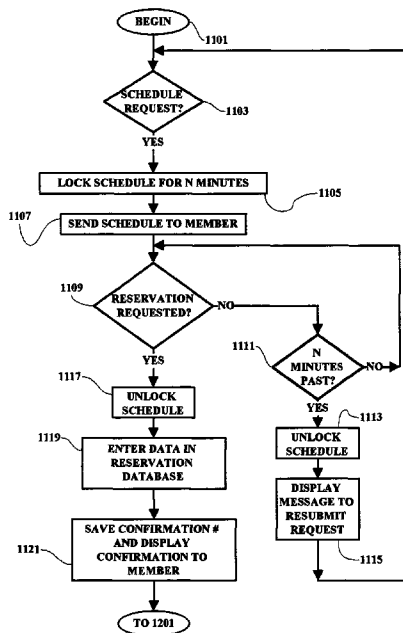 BEGIN
1101
SCHEDULE
REQUEST?
1103
YES
LOCK SCHEDULE FOR N MINUTES
1105
1107
SEND SCHEDULE TO MEMBER
1109
RESERVATION
REQUESTED?
NO
1111
N
MINUTES
PAST?
NO
YES
YES
1117
UNLOCK
SCHEDULE
1113
UNLOCK
SCHEDULE
1119
ENTER DATA IN
RESERVATION
DATABASE
DISPLAY
MESSAGE TO
RESUBMIT
REQUEST
1115
1121
SAVE CONFIRMATION #
AND DISPLAY
CONFIRMATION TO
MEMBER
TO 1201